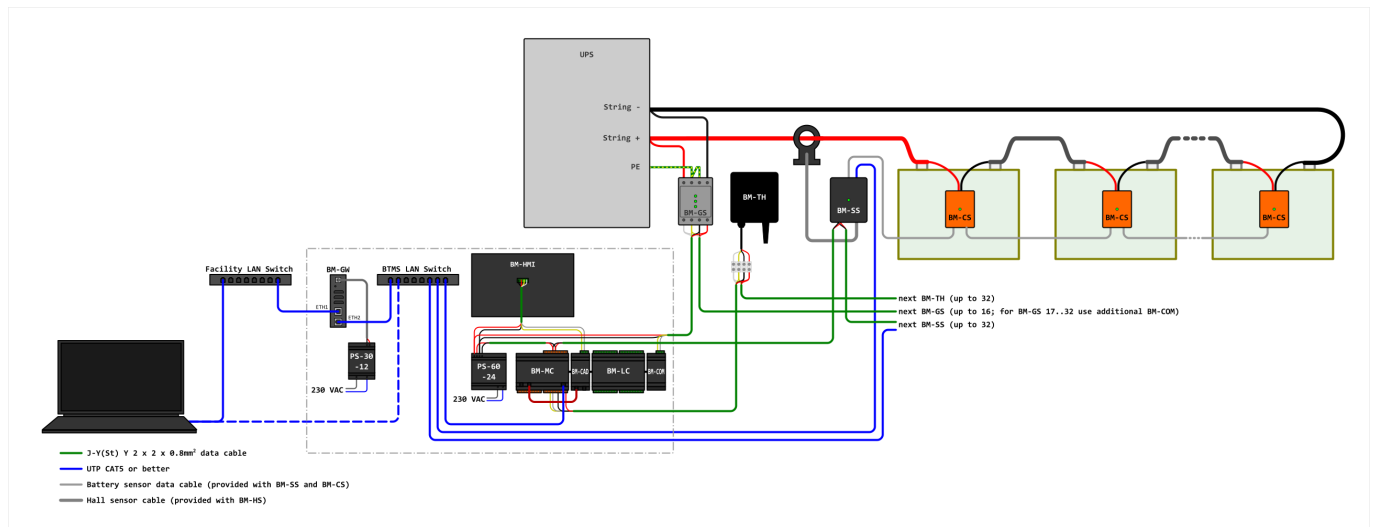 UPS
String -
String +
PE
BM-GS
BM-TH
BM-SS
BM-CS
BM-CS
BM-CS
Facility LAN Switch
BM-GW
BTMS LAN Switch
BM-HMI
ETH1
ETH2
next BM-TH (up to 32)
next BM-GS (up to 16; for BM-GS 17..32 use additional BM-COM)
next BM-SS (up to 32)
PS-30
-12
230 VAC
PS-60
-24
230 VAC
BM-MC
BM-CAD
BM-LC
BM-COM
J-Y(St) Y 2 x 2 x 0.8mm² data cable
UTP CAT5 or better
Battery sensor data cable (provided with BM-SS and BM-CS)
Hall sensor cable (provided with BM-HS)